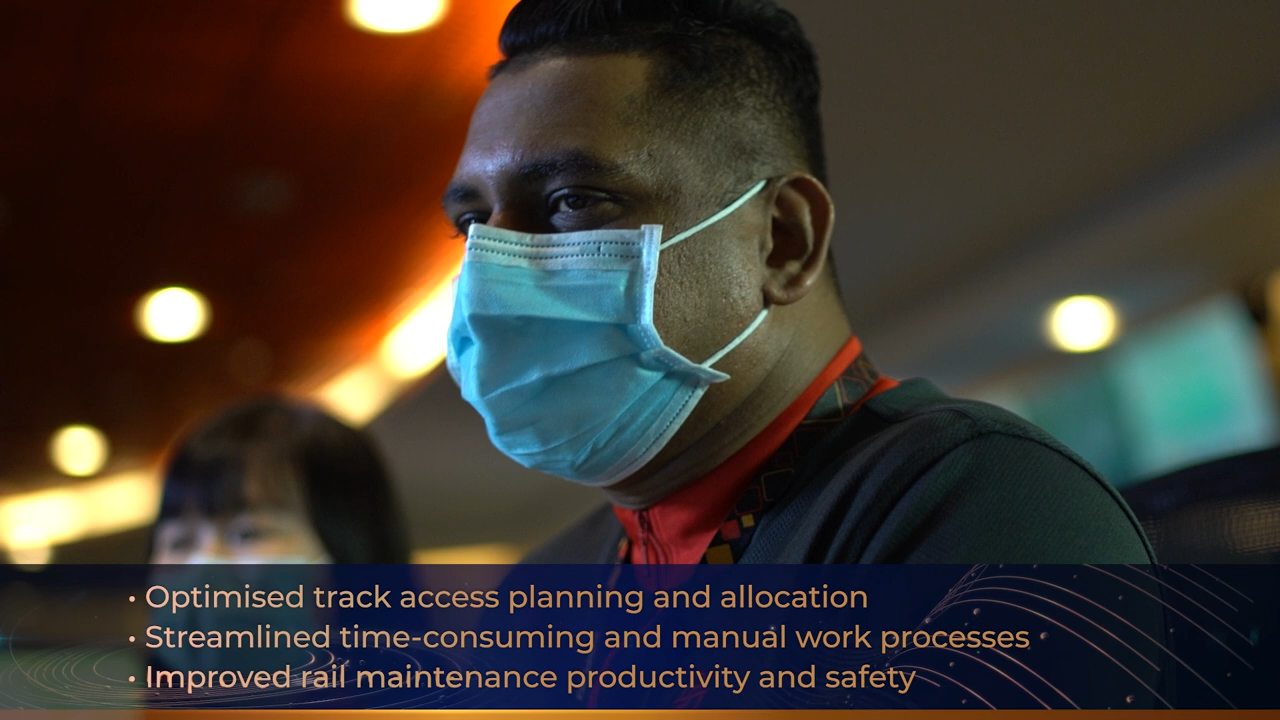 • Optimised track access planning and allocation
• Streamlined time-consuming and manual work processes
• Improved rail maintenance productivity and safety